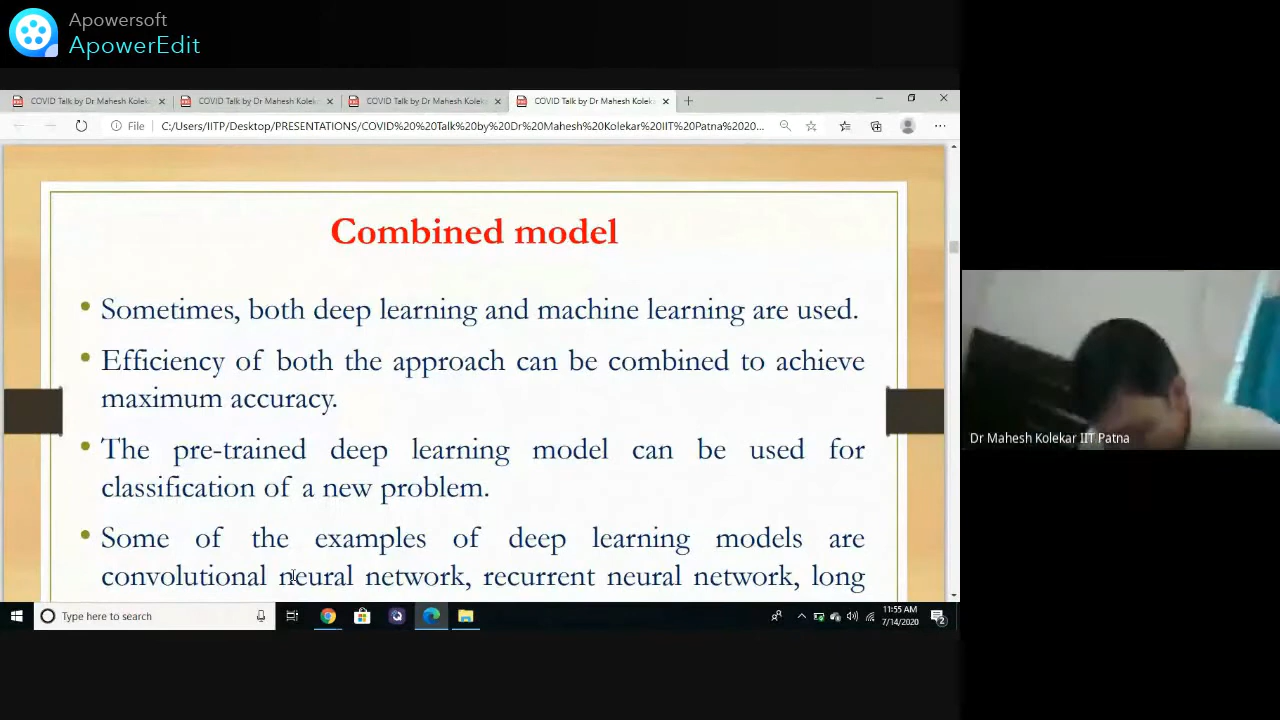 Apowersoft
ApowerEdit
COVID Talk by Dr Mahesh Kolek
COVID Talk by Dr Mahesh Kolek
COVID Talk by Dr Mahesh Kolek
COVID Talk by Dr Mahesh Kolek
File
C:/Users/IITP/Desktop/PRESENTATIONS/COVID%20%20Talk%20by%20Dr%20Mahesh%20Kolekar%20IIT%20Patna%2020...
Combined model
• Sometimes, both deep learning and machine learning are used.
• Efficiency of both the approach can be combined to achieve
maximum accuracy.
• The pre-trained deep learning model can be used for
classification of a new problem.
• Some of the examples of deep learning models are
convolutional neural network, recurrent neural network, long
Dr Mahesh Kolekar IIT Patna
Type here to search
11:55 AM
7/14/2020
2